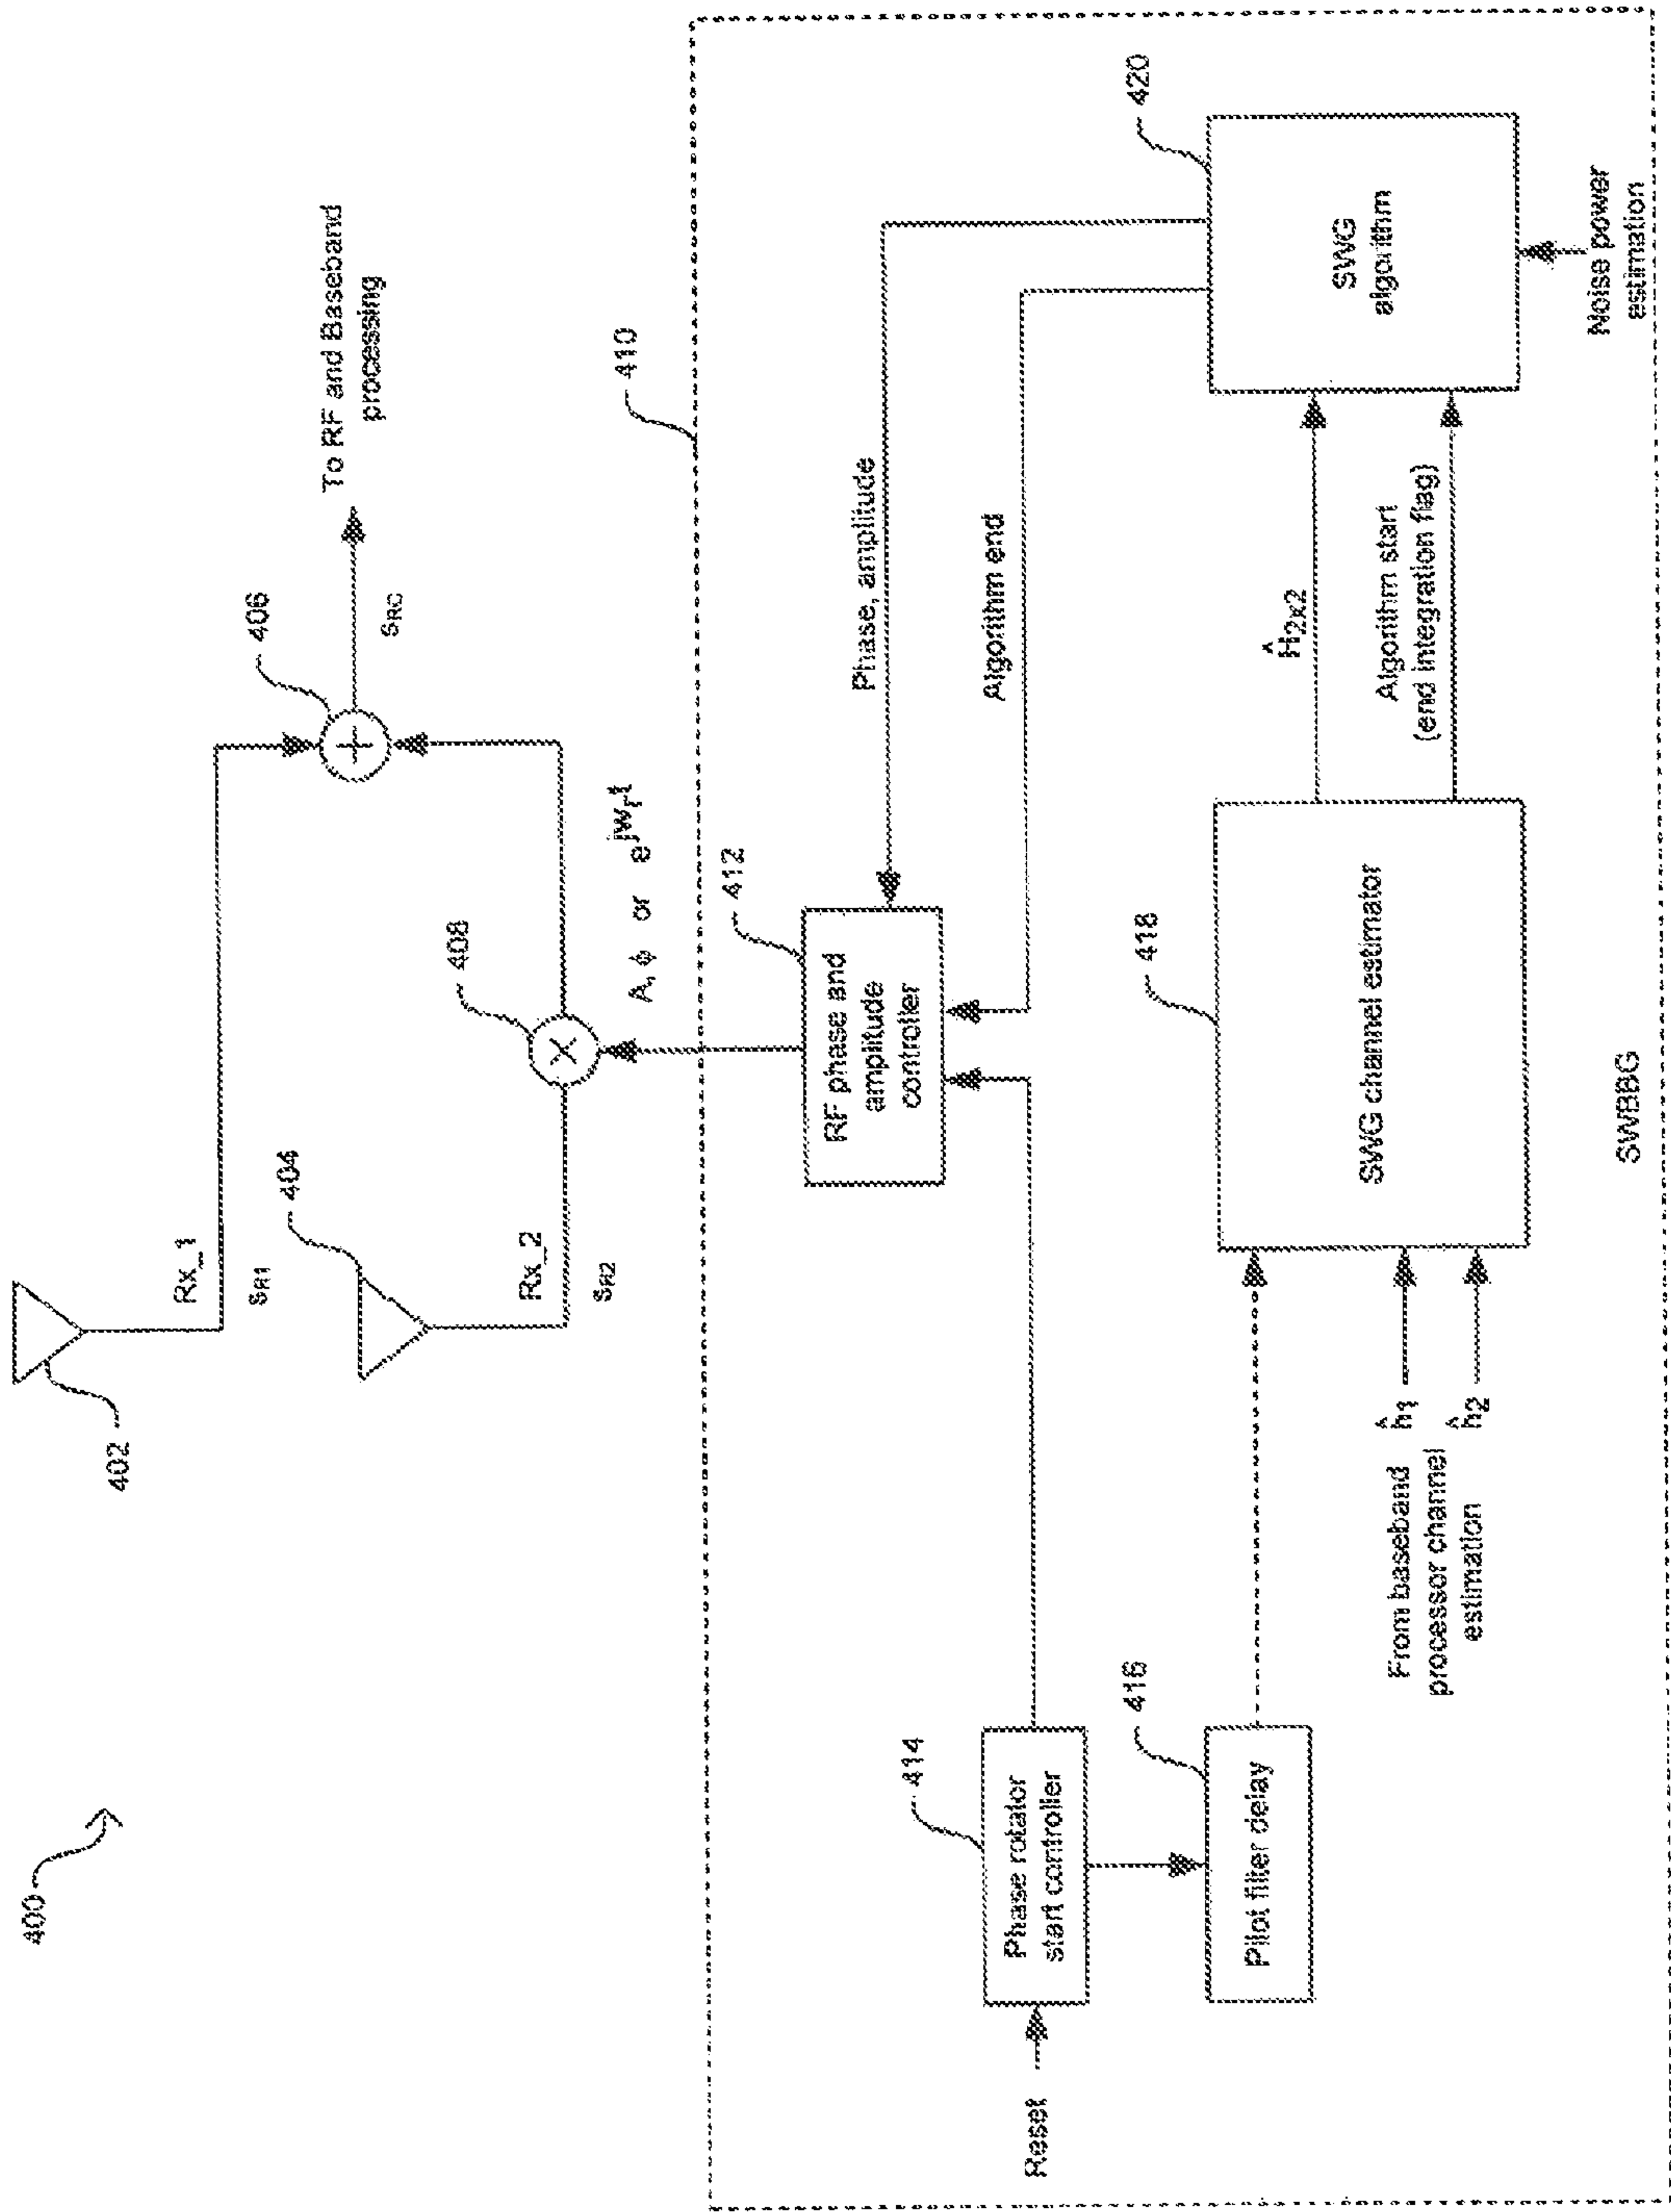 400
402
Rx_1
SR1
404
Rx_2
SR2
406
SRC
To RF and Baseband
processing
408
A, ϕ or e^jwrt
410
412
RF phase and
amplitude
controller
Phase, amplitude
Algorithm end
414
Phase rotator
start controller
Reset
416
Pilot filter delay
418
SWG channel estimator
From baseband
processor channel
estimation
ĥ1
ĥ2
Ĥ2x2
Algorithm start
(end integration flag)
420
SWG
algorithm
Noise power
estimation
SWBBG